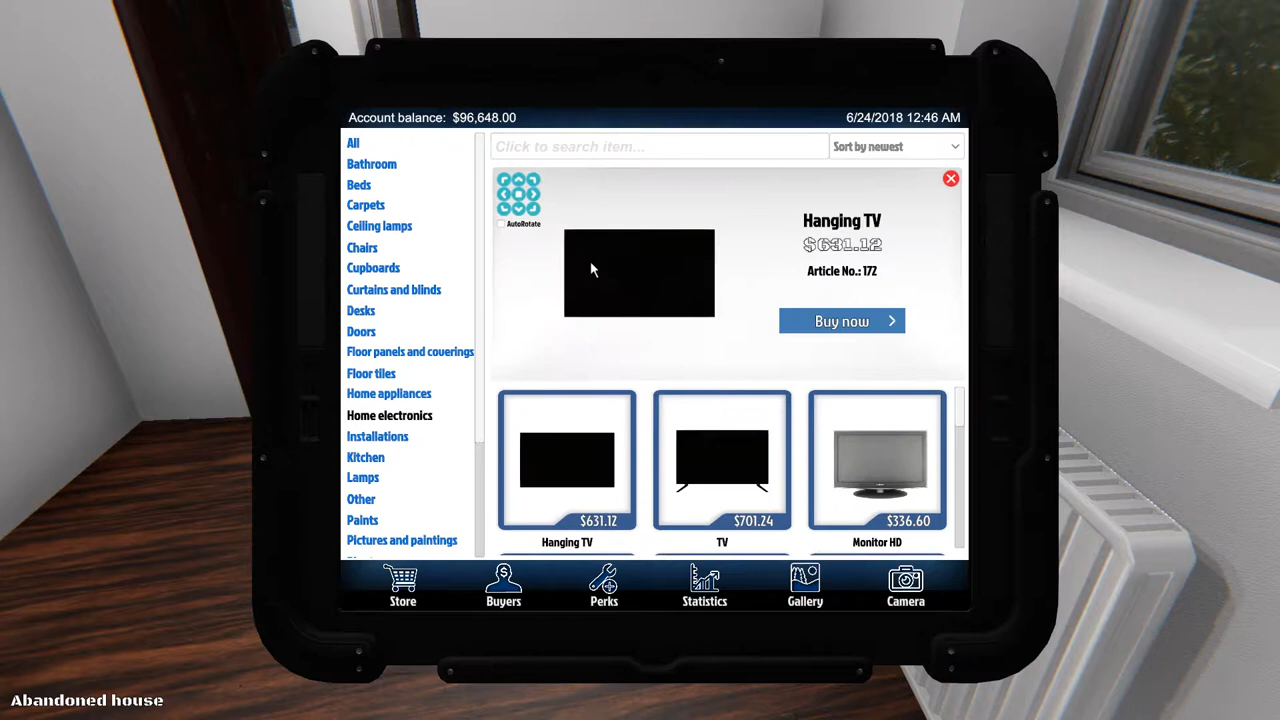 Account balance: $96,648.00
6/24/2018 12:46 AM
All
Bathroom
Beds
Carpets
Ceiling lamps
Chairs
Cupboards
Curtains and blinds
Desks
Doors
Floor panels and coverings
Floor tiles
Home appliances
Home electronics
Installations
Kitchen
Lamps
Other
Paints
Pictures and paintings
Click to search item...
Sort by newest
AutoRotate
Hanging TV
$631.12
Article No.: 172
Buy now
$631.12
$701.24
$336.60
Hanging TV
TV
Monitor HD
Store
Buyers
Perks
Statistics
Gallery
Camera
Abandoned house